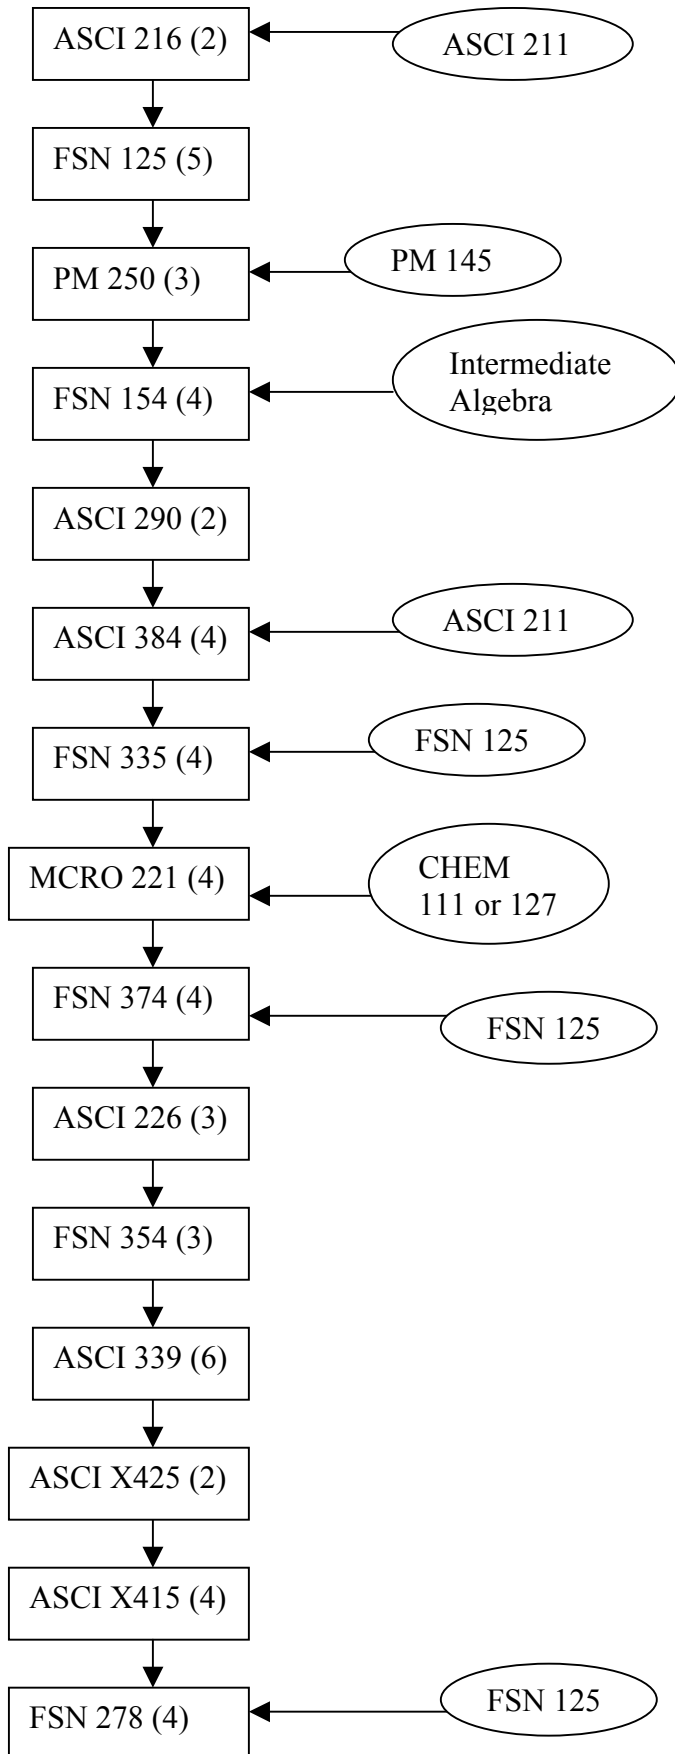 ASCI 216 (2)
ASCI 211
FSN 125 (5)
PM 250 (3)
PM 145
FSN 154 (4)
Intermediate
Algebra
ASCI 290 (2)
ASCI 384 (4)
ASCI 211
FSN 335 (4)
FSN 125
MCRO 221 (4)
CHEM
111 or 127
FSN 374 (4)
FSN 125
ASCI 226 (3)
FSN 354 (3)
ASCI 339 (6)
ASCI X425 (2)
ASCI X415 (4)
FSN 278 (4)
FSN 125